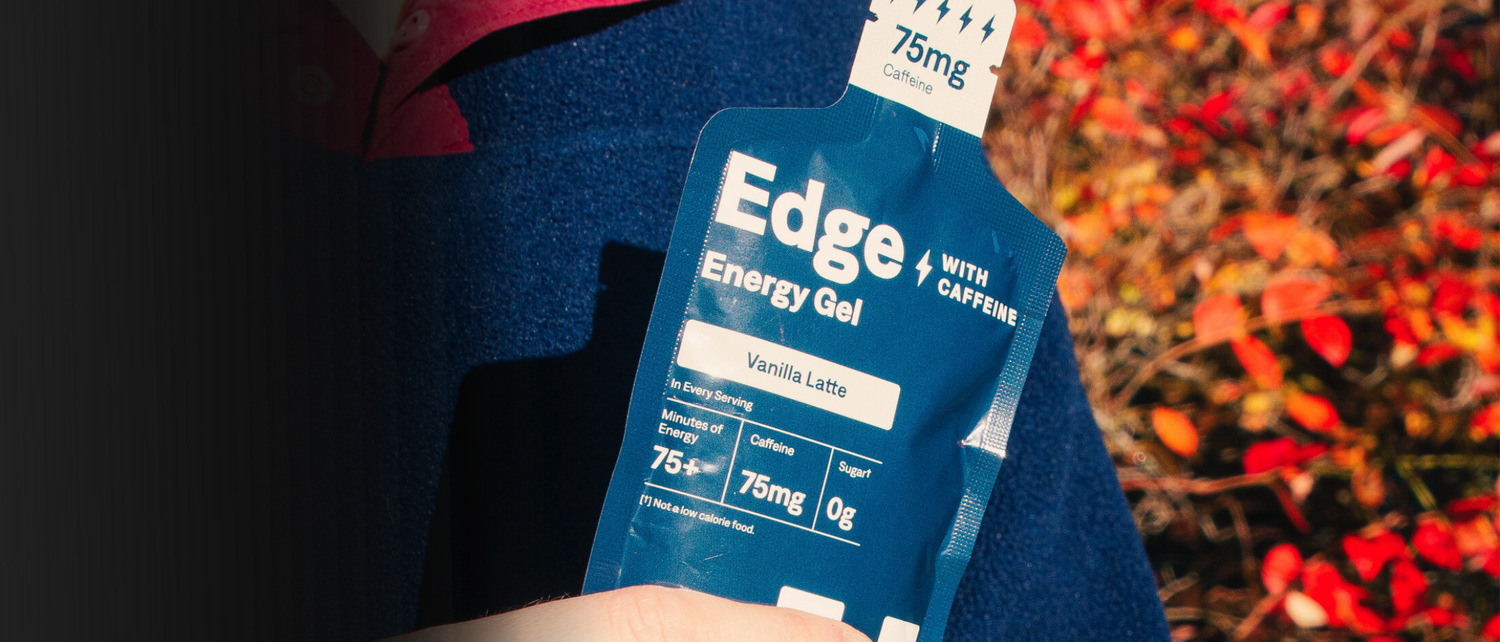 75mg
Caffeine
Edge
WITH
CAFFEINE
Energy Gel
Vanilla Latte
In Every Serving
Minutes of
Energy
75+
Caffeine
75mg
Sugar†
0g
[†] Not a low calorie food.